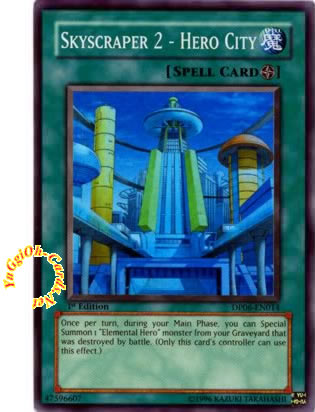 SKYSCRAPER 2 - HERO CITY 魔
[SPELL CARD]
YuGgiOh-Cards.Net
1st Edition
DP06-EN014
Once per turn, during your Main Phase, you can Special
Summon 1 "Elemental Hero" monster from your Graveyard that
was destroyed by battle. (Only this card's controller can use
this effect.)
47596607
©1996 KAZUKI TAKAHASHI